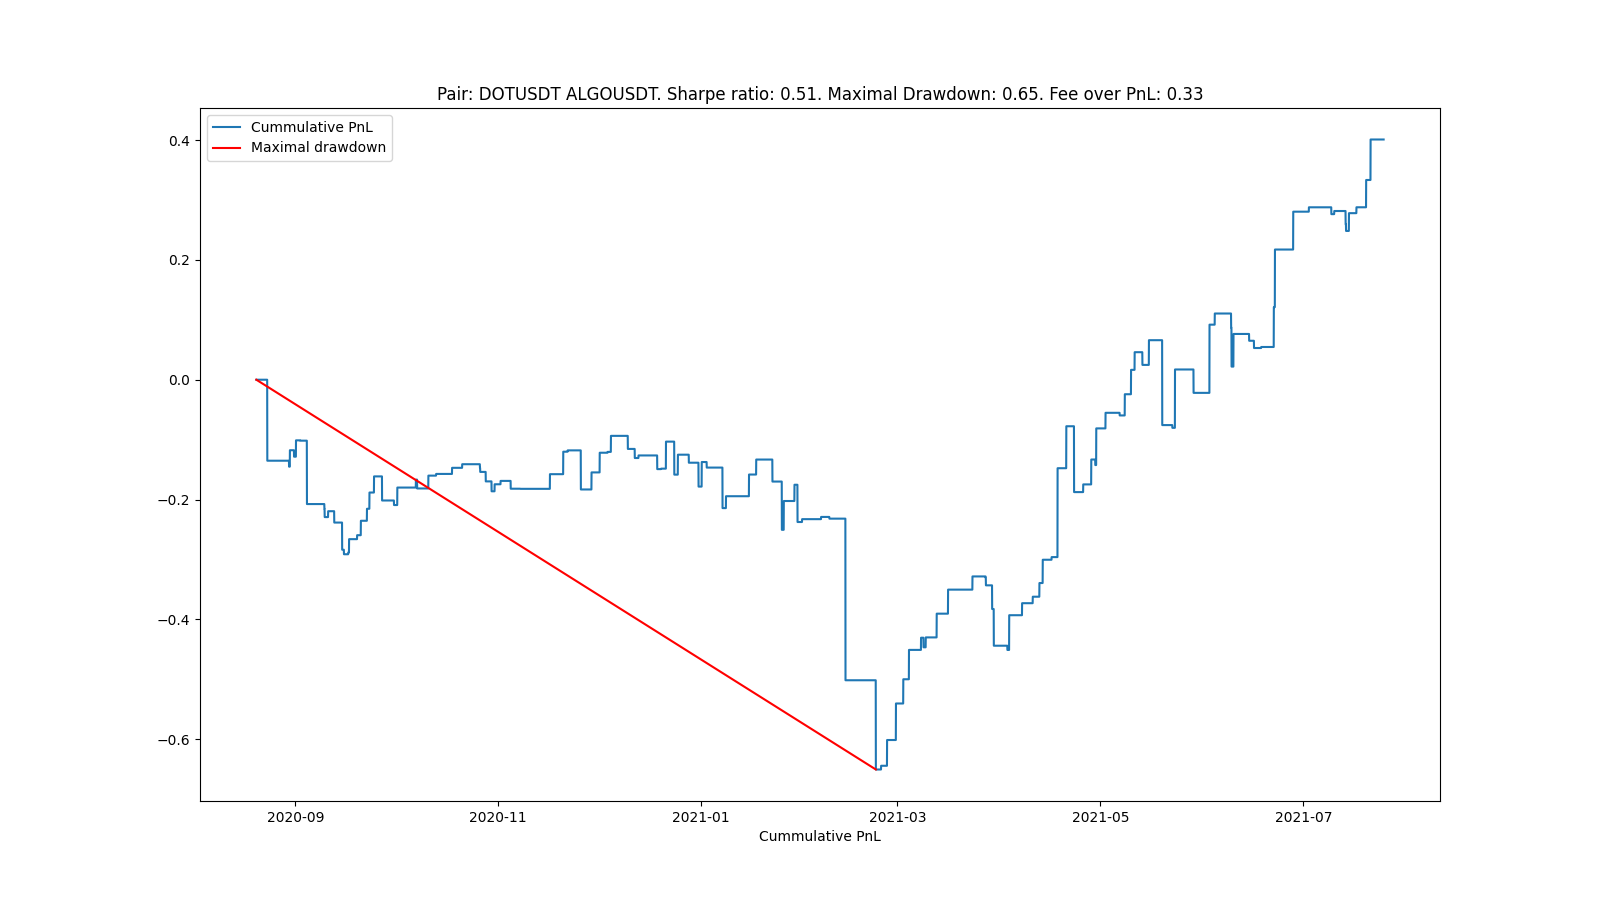 Pair: DOTUSDT ALGOUSDT. Sharpe ratio: 0.51. Maximal Drawdown: 0.65. Fee over PnL: 0.33
Cummulative PnL
Maximal drawdown
0.4
0.2
0.0
−0.2
−0.4
−0.6
2020-09 2020-11 2021-01 2021-03 2021-05 2021-07
Cummulative PnL